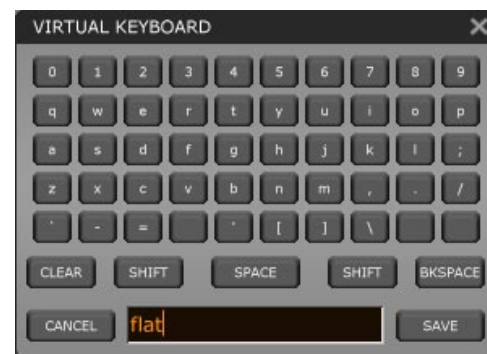 VIRTUAL KEYBOARD
0 1 2 3 4 5 6 7 8 9
q w e r t y u i o p
a s d f g h j k l ;
z x c v b n m , . /
` - = ' [ ] \
CLEAR SHIFT SPACE SHIFT BKSPACE
CANCEL flat SAVE